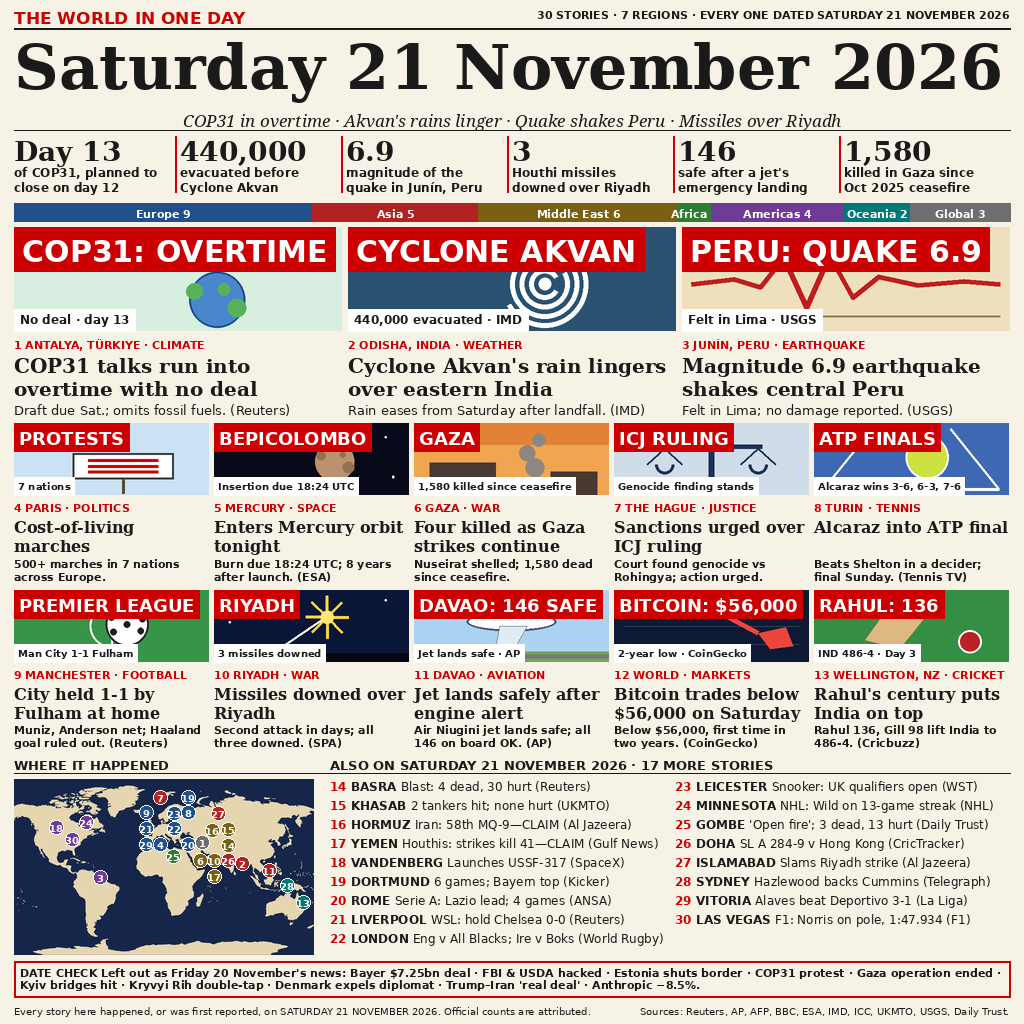 THE WORLD IN ONE DAY
30 STORIES · 7 REGIONS · EVERY ONE DATED SATURDAY 21 NOVEMBER 2026
Saturday 21 November 2026
COP31 in overtime · Akvan's rains linger · Quake shakes Peru · Missiles over Riyadh
Day 13
of COP31, planned to
close on day 12
440,000
evacuated before
Cyclone Akvan
6.9
magnitude of the
quake in Junín, Peru
3
Houthi missiles
downed over Riyadh
146
safe after a jet's
emergency landing
1,580
killed in Gaza since
Oct 2025 ceasefire
Europe 9
Asia 5
Middle East 6
Africa
Americas 4
Oceania 2
Global 3
COP31: OVERTIME
No deal · day 13
1 ANTALYA, TÜRKIYE · CLIMATE
COP31 talks run into
overtime with no deal
Draft due Sat.; omits fossil fuels. (Reuters)
CYCLONE AKVAN
440,000 evacuated · IMD
2 ODISHA, INDIA · WEATHER
Cyclone Akvan's rain lingers
over eastern India
Rain eases from Saturday after landfall. (IMD)
PERU: QUAKE 6.9
Felt in Lima · USGS
3 JUNÍN, PERU · EARTHQUAKE
Magnitude 6.9 earthquake
shakes central Peru
Felt in Lima; no damage reported. (USGS)
PROTESTS
7 nations
4 PARIS · POLITICS
Cost-of-living
marches
500+ marches in 7 nations
across Europe.
BEPICOLOMBO
Insertion due 18:24 UTC
5 MERCURY · SPACE
Enters Mercury orbit
tonight
Burn due 18:24 UTC; 8 years
after launch. (ESA)
GAZA
1,580 killed since ceasefire
6 GAZA · WAR
Four killed as Gaza
strikes continue
Nuseirat shelled; 1,580 dead
since ceasefire.
ICJ RULING
Genocide finding stands
7 THE HAGUE · JUSTICE
Sanctions urged over
ICJ ruling
Court found genocide vs
Rohingya; action urged.
ATP FINALS
Alcaraz wins 3-6, 6-3, 7-6
8 TURIN · TENNIS
Alcaraz into ATP final
Beats Shelton in a decider;
final Sunday. (Tennis TV)
PREMIER LEAGUE
Man City 1-1 Fulham
9 MANCHESTER · FOOTBALL
City held 1-1 by
Fulham at home
Muniz, Anderson net; Haaland
goal ruled out. (Reuters)
RIYADH
3 missiles downed
10 RIYADH · WAR
Missiles downed over
Riyadh
Second attack in days; all
three downed. (SPA)
DAVAO: 146 SAFE
Jet lands safe · AP
11 DAVAO · AVIATION
Jet lands safely after
engine alert
Air Niugini jet lands safe; all
146 on board OK. (AP)
BITCOIN: $56,000
2-year low · CoinGecko
12 WORLD · MARKETS
Bitcoin trades below
$56,000 on Saturday
Below $56,000, first time in
two years. (CoinGecko)
RAHUL: 136
IND 486-4 · Day 3
13 WELLINGTON, NZ · CRICKET
Rahul's century puts
India on top
Rahul 136, Gill 98 lift India to
486-4. (Cricbuzz)
WHERE IT HAPPENED
7 19 9 23 8 27 24 18 21 22 16 15 30 29 4 20 1 14 25 6 10 26 2 3 17 11 28 13
ALSO ON SATURDAY 21 NOVEMBER 2026 · 17 MORE STORIES
14 BASRA Blast: 4 dead, 30 hurt (Reuters)
15 KHASAB 2 tankers hit; none hurt (UKMTO)
16 HORMUZ Iran: 58th MQ-9—CLAIM (Al Jazeera)
17 YEMEN Houthis: strikes kill 41—CLAIM (Gulf News)
18 VANDENBERG Launches USSF-317 (SpaceX)
19 DORTMUND 6 games; Bayern top (Kicker)
20 ROME Serie A: Lazio lead; 4 games (ANSA)
21 LIVERPOOL WSL: hold Chelsea 0-0 (Reuters)
22 LONDON Eng v All Blacks; Ire v Boks (World Rugby)
23 LEICESTER Snooker: UK qualifiers open (WST)
24 MINNESOTA NHL: Wild on 13-game streak (NHL)
25 GOMBE 'Open fire'; 3 dead, 13 hurt (Daily Trust)
26 DOHA SL A 284-9 v Hong Kong (CricTracker)
27 ISLAMABAD Slams Riyadh strike (Al Jazeera)
28 SYDNEY Hazlewood backs Cummins (Telegraph)
29 VITORIA Alaves beat Deportivo 3-1 (La Liga)
30 LAS VEGAS F1: Norris on pole, 1:47.934 (F1)
DATE CHECK Left out as Friday 20 November's news: Bayer $7.25bn deal · FBI & USDA hacked · Estonia shuts border · COP31 protest · Gaza operation ended ·
Kyiv bridges hit · Kryvyi Rih double-tap · Denmark expels diplomat · Trump–Iran 'real deal' · Anthropic −8.5%.
Every story here happened, or was first reported, on SATURDAY 21 NOVEMBER 2026. Official counts are attributed.
Sources: Reuters, AP, AFP, BBC, ESA, IMD, ICC, UKMTO, USGS, Daily Trust.